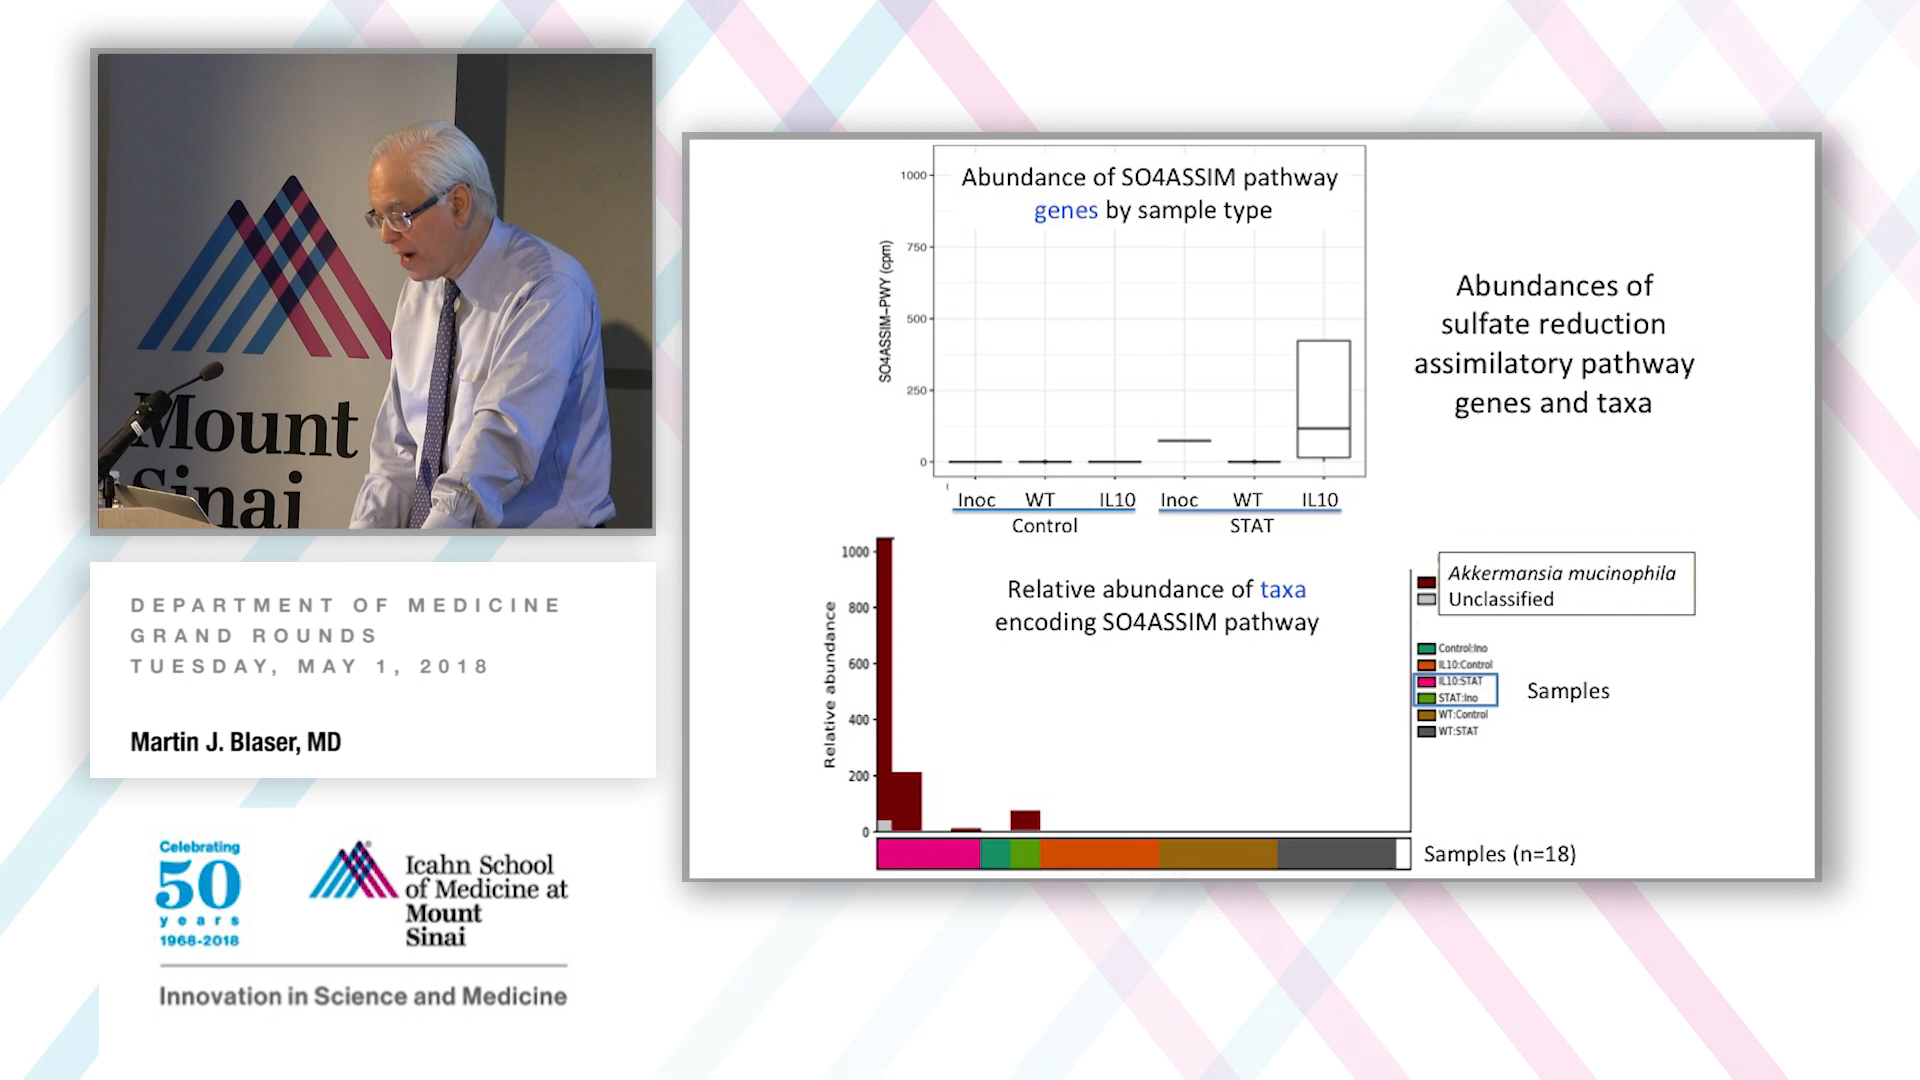 Mount
Sinai
DEPARTMENT OF MEDICINE
GRAND ROUNDS
TUESDAY, MAY 1, 2018
Martin J. Blaser, MD
Celebrating
50
years
1968-2018
Icahn School
of Medicine at
Mount
Sinai
Innovation in Science and Medicine
Abundance of SO4ASSIM pathway
genes by sample type
SO4ASSIM-PWY (cpm)
1000
750
500
250
0
Inoc WT IL10 Inoc WT IL10
Control STAT
Abundances of
sulfate reduction
assimilatory pathway
genes and taxa
Relative abundance of taxa
encoding SO4ASSIM pathway
Relative abundance
1000
800
600
400
200
0
Akkermansia mucinophila
Unclassified
Control:Ino
IL10:Control
IL10:STAT
STAT:Ino
WT:Control
WT:STAT
Samples
Samples (n=18)